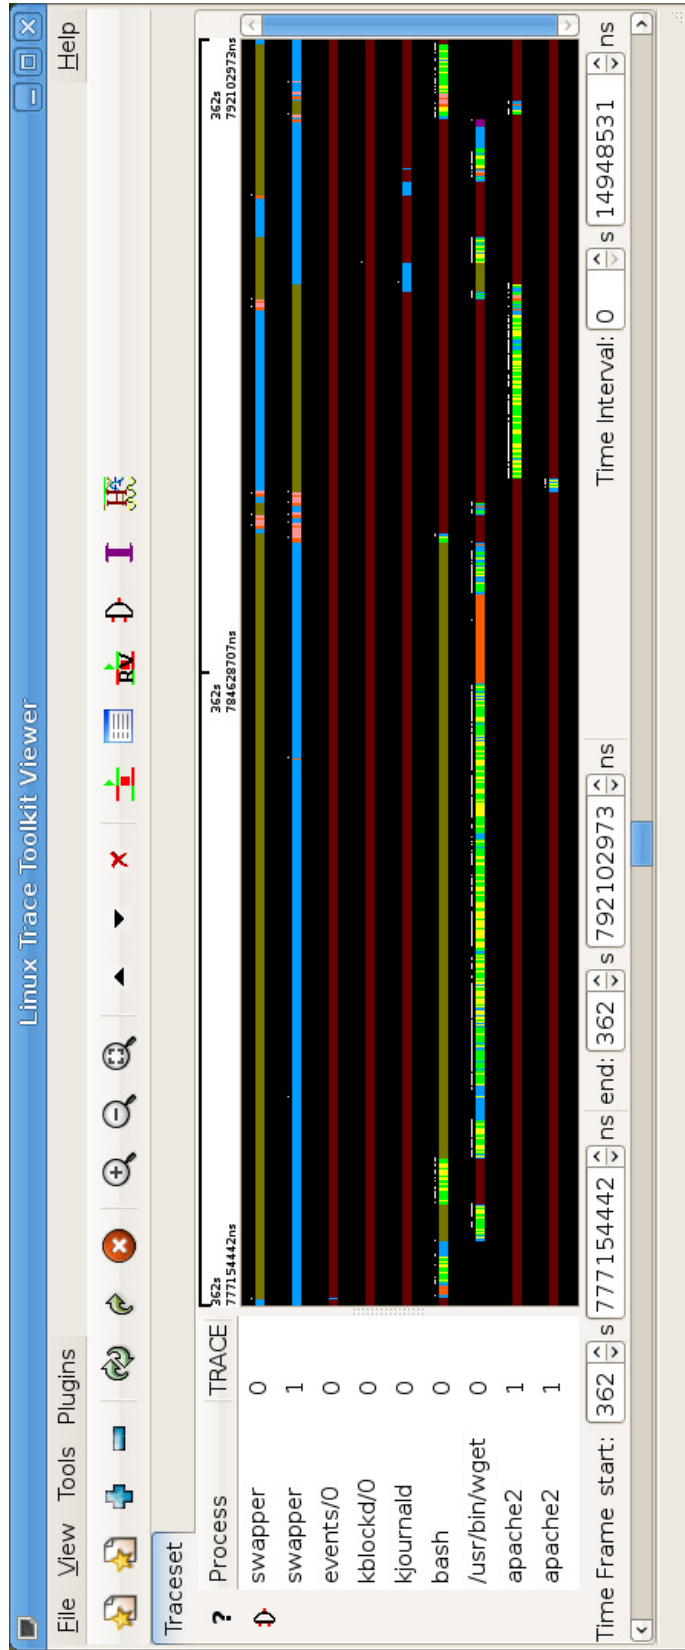 Linux Trace Toolkit Viewer
File View Tools Plugins Help
Traceset
? Process TRACE
362s
777154442ns
362s
784628707ns
362s
792102973ns
swapper 0
swapper 1
events/0 0
kblockd/0 0
kjournald 0
bash 0
/usr/bin/wget 0
apache2 1
apache2 1
Time Frame start: 362 s 777154442 ns end: 362 s 792102973 ns Time Interval: 0 s 14948531 ns